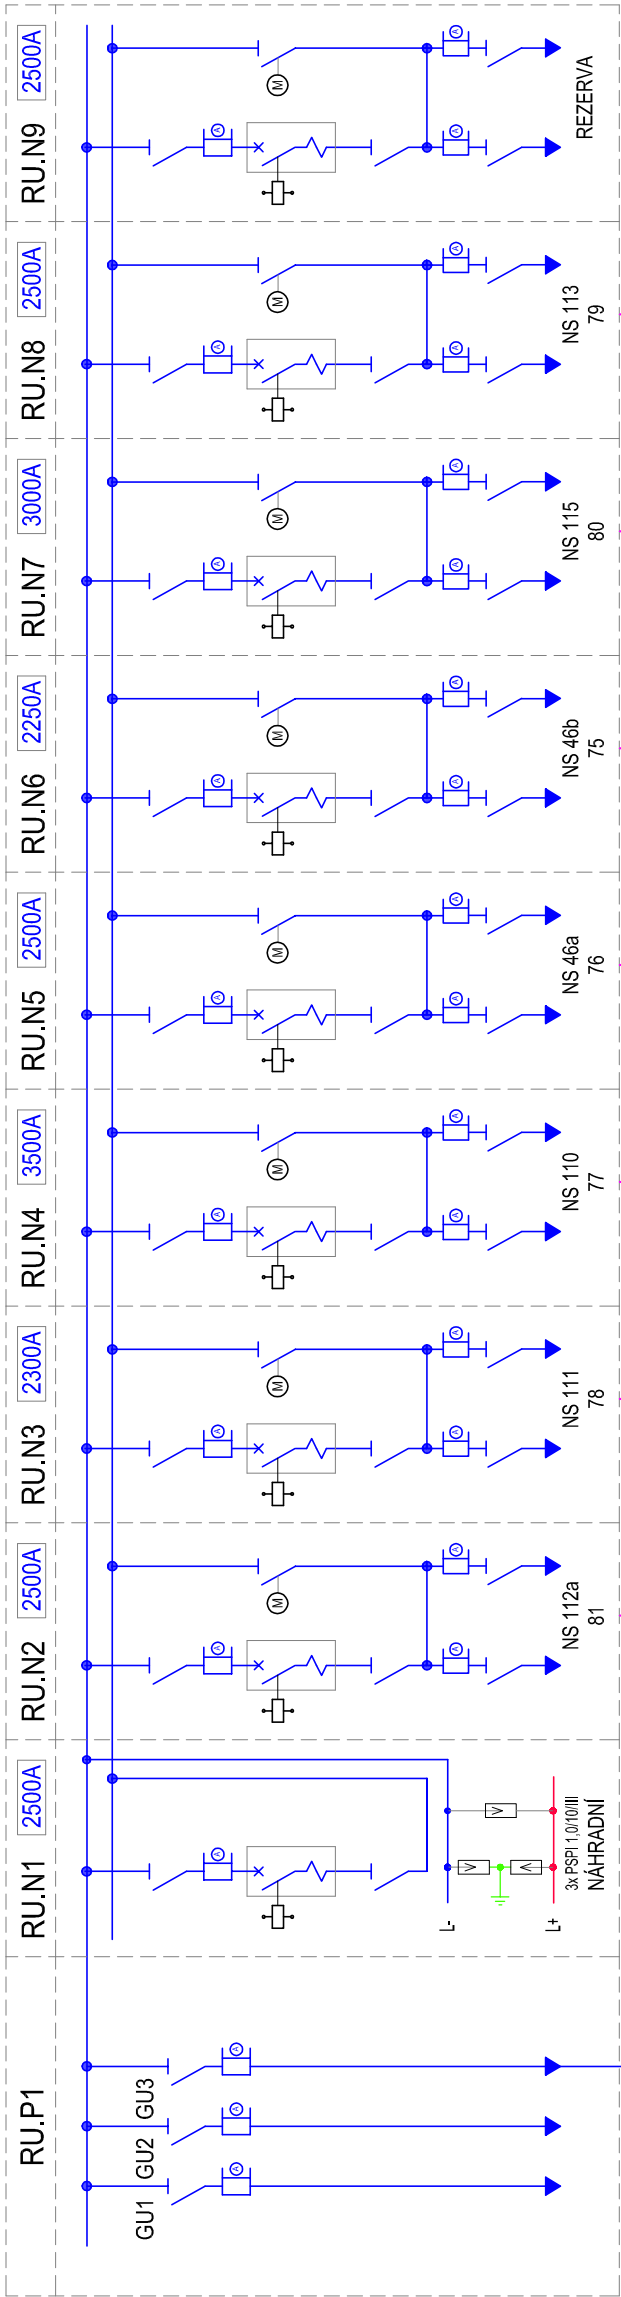 RU.P1
GU1
GU2
GU3
A
A
A
RU.N1
2500A
A
L-
L+
V
V
V
3x PSPI 1,0/10/III
NÁHRADNÍ
RU.N2
2500A
A
M
A
A
NS 112a
81
RU.N3
2300A
A
M
A
A
NS 111
78
RU.N4
3500A
A
M
A
A
NS 110
77
RU.N5
2500A
A
M
A
A
NS 46a
76
RU.N6
2250A
A
M
A
A
NS 46b
75
RU.N7
3000A
A
M
A
A
NS 115
80
RU.N8
2500A
A
M
A
A
NS 113
79
RU.N9
2500A
A
M
A
A
REZERVA